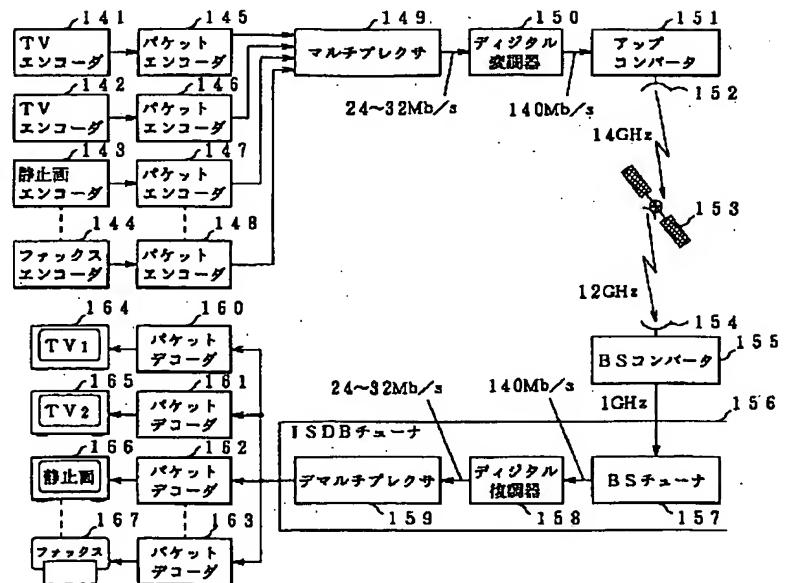 141
TV
エンコーダ
145
パケット
エンコーダ
149
マルチプレクサ
150
ディジタル
変調器
151
アップ
コンバータ
24~32Mb/s
140Mb/s
152
14GHz
142
TV
エンコーダ
146
パケット
エンコーダ
143
静止画
エンコーダ
147
パケット
エンコーダ
144
ファックス
エンコーダ
148
パケット
エンコーダ
153
12GHz
154
155
BSコンバータ
1GHz
156
164
TV1
160
パケット
デコーダ
165
TV2
161
パケット
デコーダ
166
静止画
162
パケット
デコーダ
167
ファックス
163
パケット
デコーダ
24~32Mb/s
140Mb/s
ISDBチューナ
デマルチプレクサ
159
ディジタル
復調器
158
BSチューナ
157